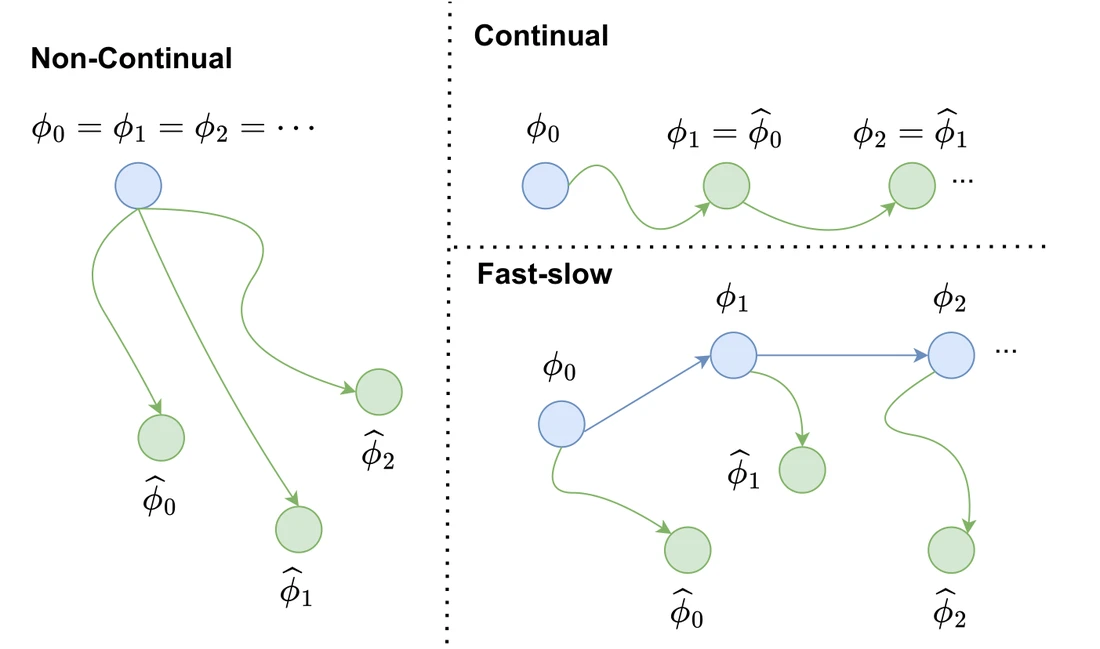 Non-Continual
ϕ₀ = ϕ₁ = ϕ₂ = ⋯
ϕ̂₀
ϕ̂₁
ϕ̂₂
Continual
ϕ₀
ϕ₁ = ϕ̂₀
ϕ₂ = ϕ̂₁
...
Fast-slow
ϕ₀
ϕ₁
ϕ₂
...
ϕ̂₀
ϕ̂₁
ϕ̂₂